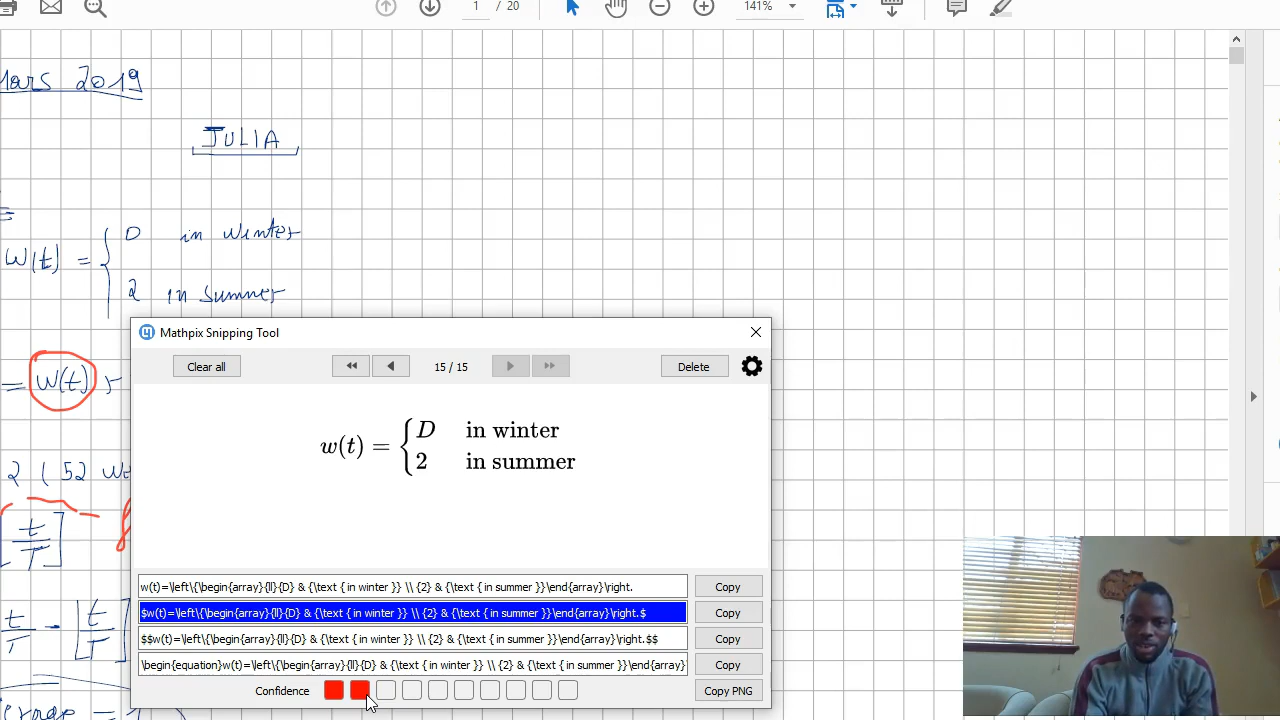 1 / 20
141%
Mars 2019
JULIA
W(t) = { 0 in winter
2 in summer
= W(t)
2 ( 52
[t/T]
t/T - [t/T]
Mathpix Snipping Tool
Clear all
15 / 15
Delete
w(t) = { D in winter
2 in summer
w(t)=\left\{\begin{array}{ll}{D} & {\text { in winter }} \\ {2} & {\text { in summer }}\end{array}\right. Copy
$w(t)=\left\{\begin{array}{ll}{D} & {\text { in winter }} \\ {2} & {\text { in summer }}\end{array}\right.$ Copy
$$w(t)=\left\{\begin{array}{ll}{D} & {\text { in winter }} \\ {2} & {\text { in summer }}\end{array}\right.$$ Copy
\begin{equation}w(t)=\left\{\begin{array}{ll}{D} & {\text { in winter }} \\ {2} & {\text { in summer }}\end{array} Copy
Confidence
Copy PNG